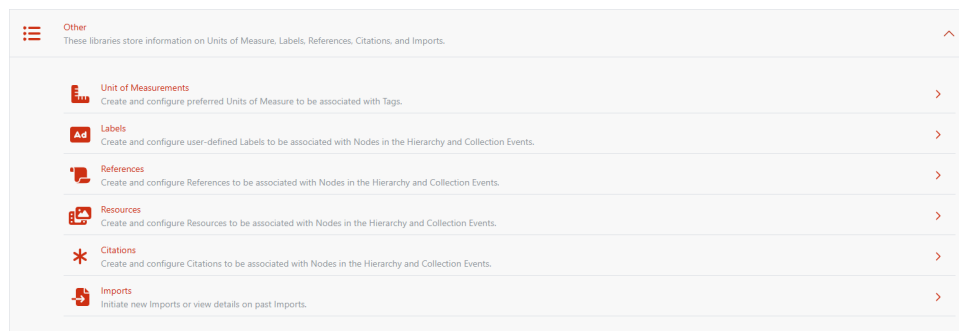 Other
These libraries store information on Units of Measure, Labels, References, Citations, and Imports.
Unit of Measurements
Create and configure preferred Units of Measure to be associated with Tags.
Ad
Labels
Create and configure user-defined Labels to be associated with Nodes in the Hierarchy and Collection Events.
References
Create and configure References to be associated with Nodes in the Hierarchy and Collection Events.
Resources
Create and configure Resources to be associated with Nodes in the Hierarchy and Collection Events.
Citations
Create and configure Citations to be associated with Nodes in the Hierarchy and Collection Events.
Imports
Initiate new Imports or view details on past Imports.